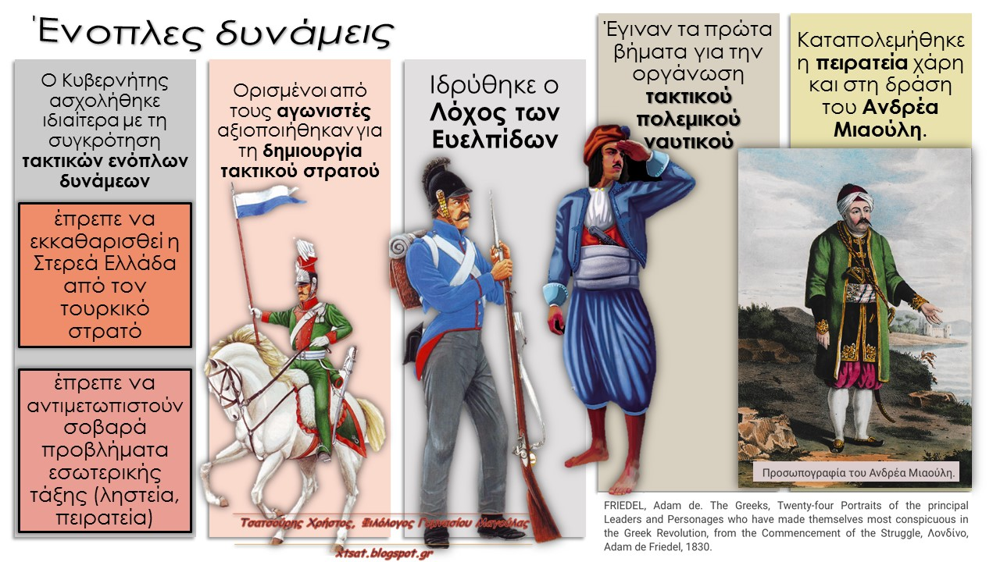 Ένοπλες δυνάμεις
Ο Κυβερνήτης
ασχολήθηκε
ιδιαίτερα με τη
συγκρότηση
τακτικών ενόπλων
δυνάμεων
έπρεπε να
εκκαθαρισθεί η
Στερεά Ελλάδα
από τον
τουρκικό
στρατό
έπρεπε να
αντιμετωπιστούν
σοβαρά
προβλήματα
εσωτερικής
τάξης (ληστεία,
πειρατεία)
Ορισμένοι από
τους αγωνιστές
αξιοποιήθηκαν για
τη δημιουργία
τακτικού στρατού
Ιδρύθηκε ο
Λόχος των
Ευελπίδων
Έγιναν τα πρώτα
βήματα για την
οργάνωση
τακτικού
πολεμικού
ναυτικού
Καταπολεμήθηκε
η πειρατεία χάρη
και στη δράση
του Ανδρέα
Μιαούλη.
Προσωπογραφία του Ανδρέα Μιαούλη.
FRIEDEL, Adam de. The Greeks, Twenty-four Portraits of the principal
Leaders and Personages who have made themselves most conspicuous in
the Greek Revolution, from the Commencement of the Struggle, Λονδίνο,
Adam de Friedel, 1830.
Τσατσούρης Χρήστος, Φιλόλογος Γυμνασίου Μαγούλας
xtsat.blogspot.gr